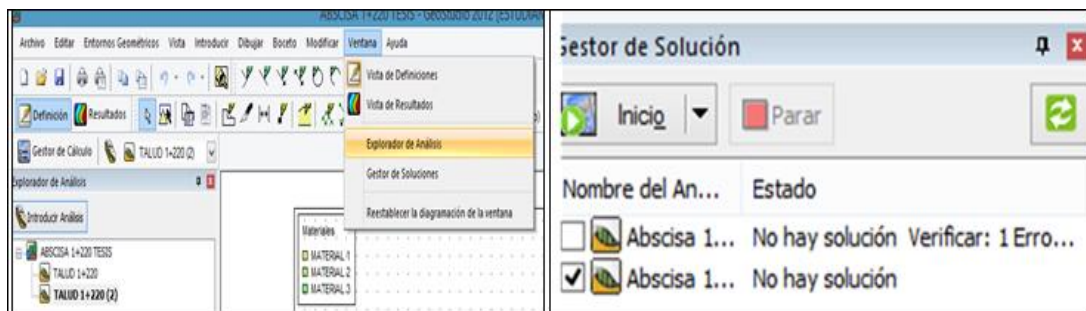 ABSCISA 1+220 TESIS - GeoStudio 2012 (ESTUDIAN
Archivo Editar Entornos Geométricos Vista Introducir Dibujar Boceto Modificar Ventana Ayuda
Vista de Definiciones
Vista de Resultados
Explorador de Análisis
Gestor de Soluciones
Reestablecer la diagramación de la ventana
Definición Resultados
Gestor de Cálculo TALUD 1+220 (2)
Explorador de Análisis
Introducir Análisis
ABSCISA 1+220 TESIS
TALUD 1+220
TALUD 1+220 (2)
Materiales
MATERIAL 1
MATERIAL 2
MATERIAL 3
Gestor de Solución
Inicio Parar
Nombre del An... Estado
Abscisa 1... No hay solución Verificar: 1 Erro...
Abscisa 1... No hay solución